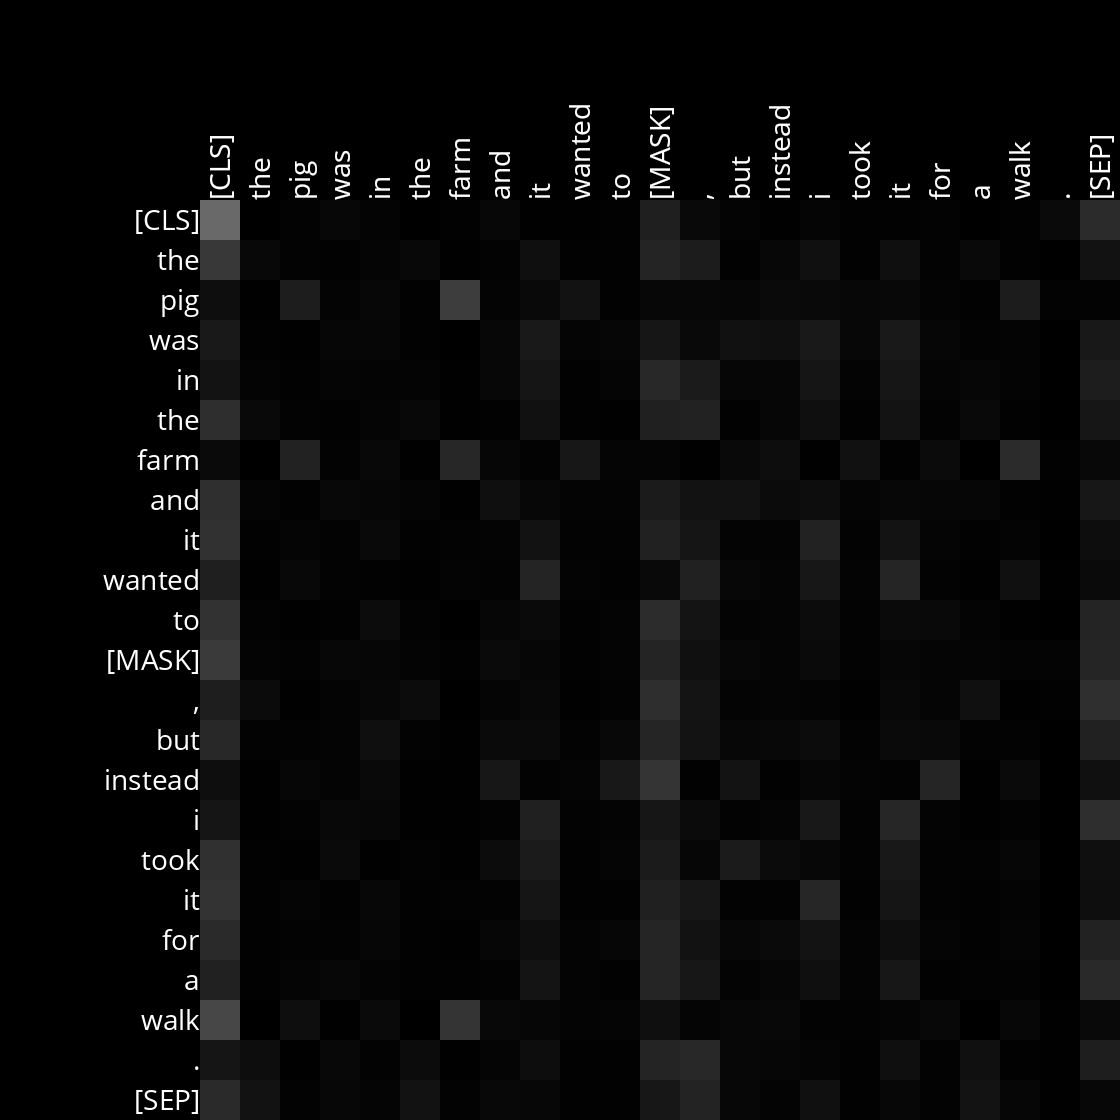 [CLS] the pig was in the farm and it wanted to [MASK] , but instead i took it for a walk . [SEP]
[CLS]
the
pig
was
in
the
farm
and
it
wanted
to
[MASK]
,
but
instead
i
took
it
for
a
walk
.
[SEP]